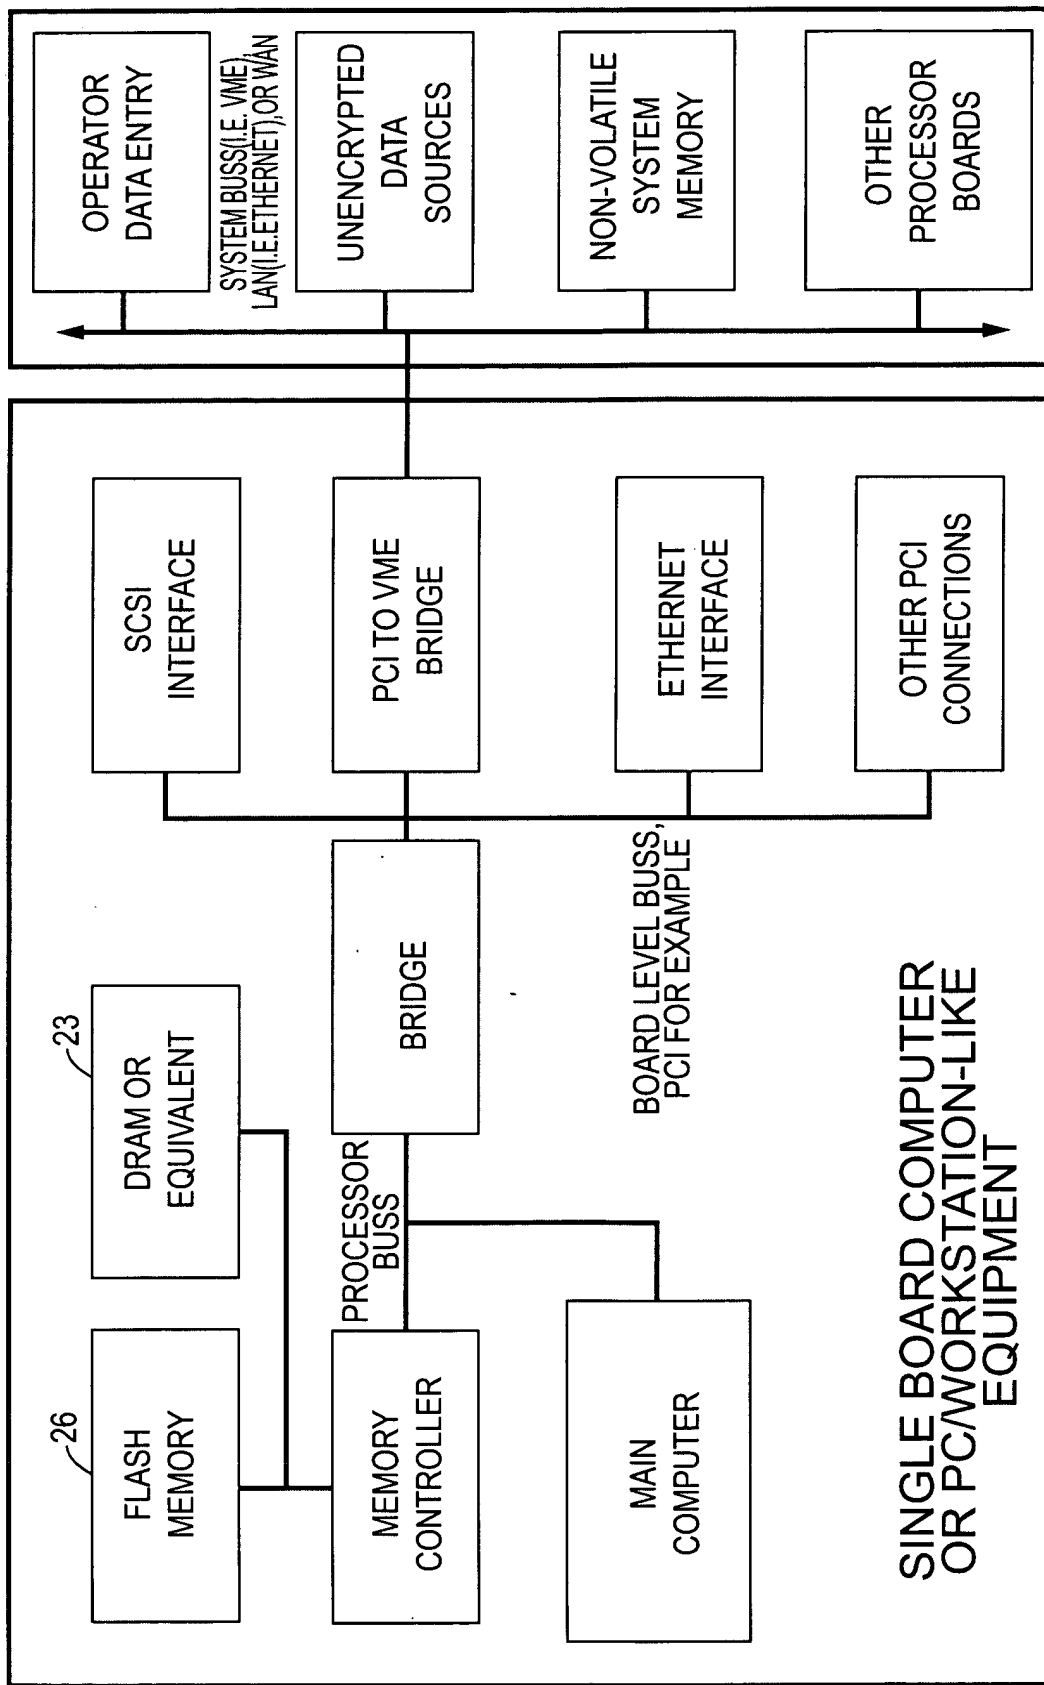 26
FLASH
MEMORY
23
DRAM OR
EQUIVALENT
MEMORY
CONTROLLER
PROCESSOR
BUSS
BRIDGE
MAIN
COMPUTER
SCSI
INTERFACE
PCI TO VME
BRIDGE
ETHERNET
INTERFACE
OTHER PCI
CONNECTIONS
BOARD LEVEL BUSS,
PCI FOR EXAMPLE
SINGLE BOARD COMPUTER
OR PC/WORKSTATION-LIKE
EQUIPMENT
OPERATOR
DATA ENTRY
SYSTEM BUSS(I.E. VME),
LAN(I.E.ETHERNET),OR WAN
UNENCRYPTED
DATA
SOURCES
NON-VOLATILE
SYSTEM
MEMORY
OTHER
PROCESSOR
BOARDS